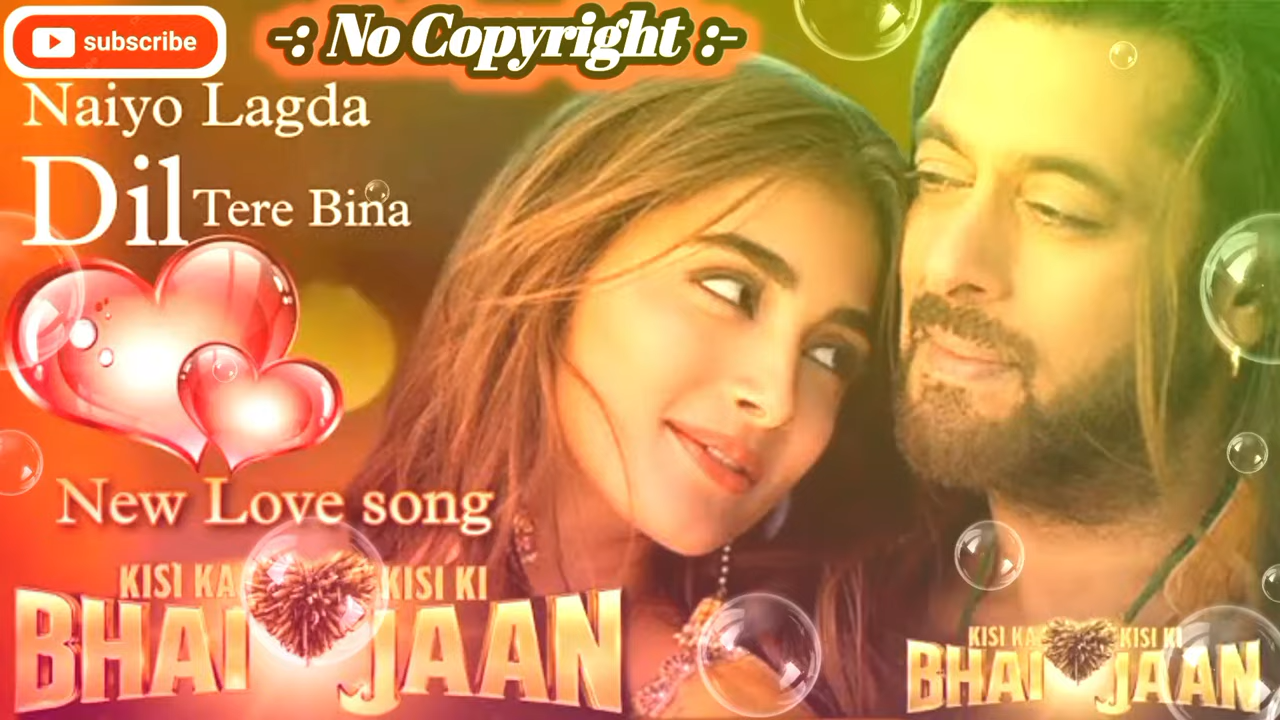 subscribe
-: No Copyright :-
Naiyo Lagda
Dil Tere Bina
New Love song
KISI KA KISI KI
BHAI JAAN
KISI KA KISI KI
BHAI JAAN